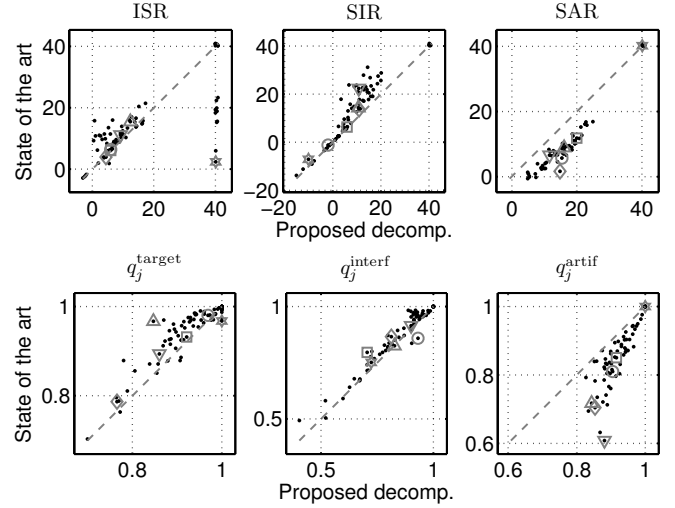 ISR SIR SAR
State of the art
40
20
0
0 20 40
40
20
0
−20
−20 0 20 40
40
20
0
0 20 40
Proposed decomp.
q_j^target q_j^interf q_j^artif
State of the art
1
0.8
0.8 1
1
0.5
0.5 1
1
0.8
0.6
0.6 0.8 1
Proposed decomp.